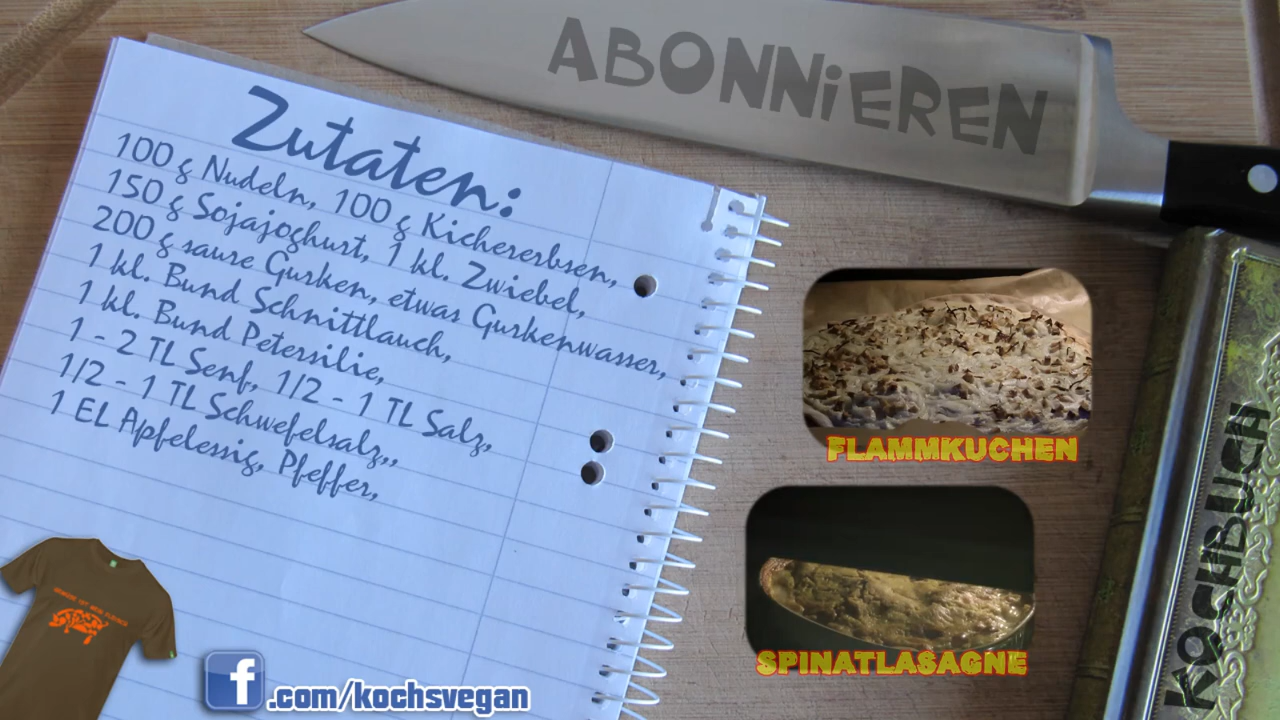 ABONNiEREN
Zutaten:
100 g Nudeln, 100 g Kichererbsen,
150 g Sojajoghurt, 1 kl. Zwiebel,
200 g saure Gurken, etwas Gurkenwasser,
1 kl. Bund Schnittlauch,
1 kl. Bund Petersilie,
1 - 2 TL Senf, 1/2 - 1 TL Salz,
1/2 - 1 TL Schwefelsalz,,
1 EL Apfelessig, Pfeffer,
FLAMMKUCHEN
SPINATLASAGNE
KOCHBUCH
f .com/kochsvegan